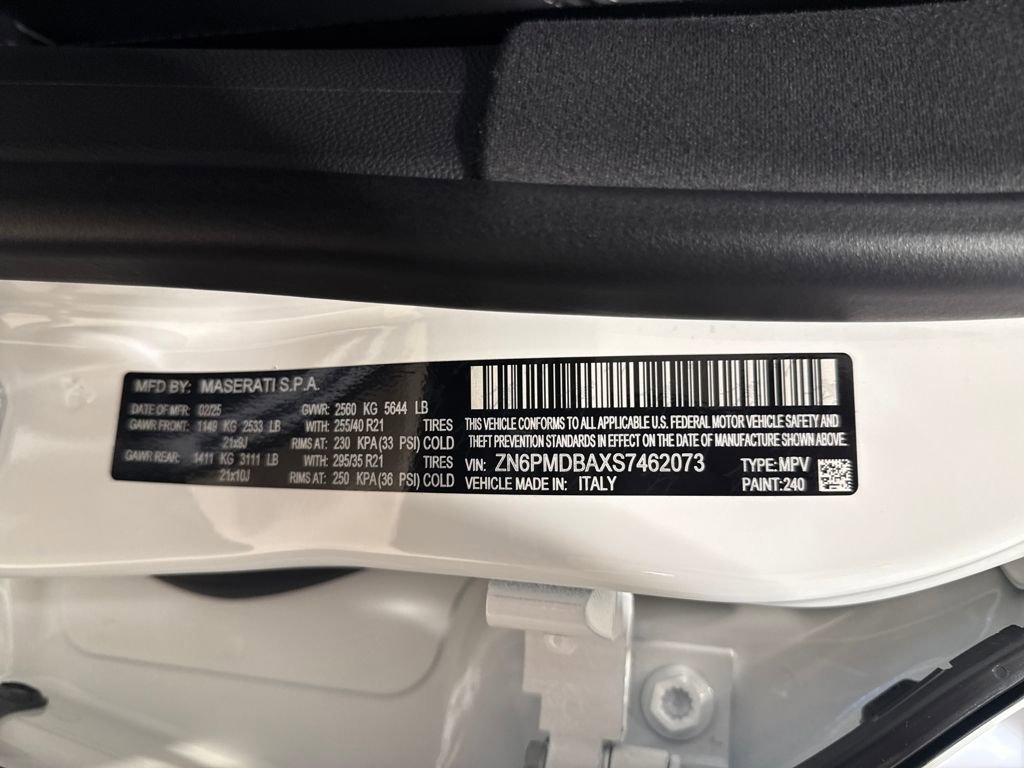 MFD BY: MASERATI S.P.A.
DATE OF MFR: 02/25 GVWR: 2560 KG 5644 LB
GAWR FRONT: 1149 KG 2533 LB WITH: 255/40 R21 TIRES
21x9J RIMS AT: 230 KPA (33 PSI) COLD
GAWR REAR: 1411 KG 3111 LB WITH: 295/35 R21 TIRES
21x10J RIMS AT: 250 KPA (36 PSI) COLD
THIS VEHICLE CONFORMS TO ALL APPLICABLE U.S. FEDERAL MOTOR VEHICLE SAFETY AND
THEFT PREVENTION STANDARDS IN EFFECT ON THE DATE OF MANUFACTURE SHOWN ABOVE.
VIN: ZN6PMDBAXS7462073 TYPE: MPV
VEHICLE MADE IN: ITALY PAINT: 240